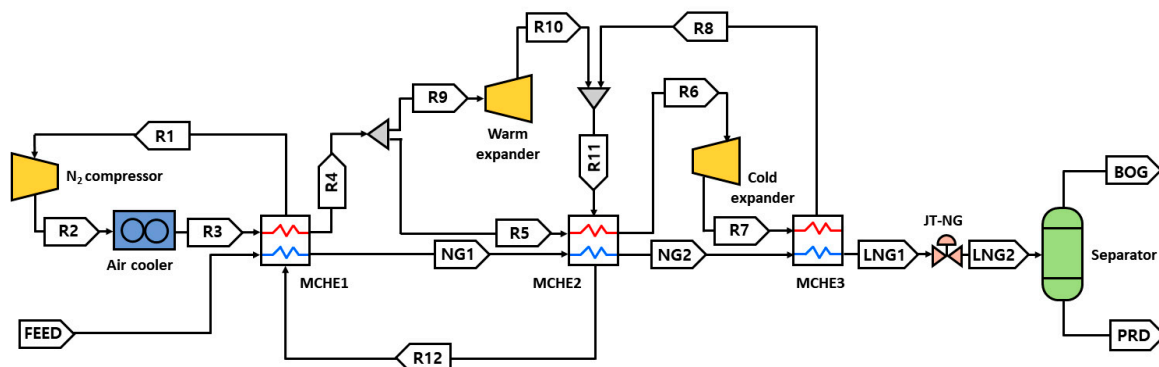 R10
R8
R9
R6
R1
Warm
expander
R11
R4
N₂ compressor
Cold
expander
BOG
R2
R3
R5
R7
JT-NG
Air cooler
NG1
NG2
LNG1
LNG2
Separator
MCHE1
MCHE2
MCHE3
FEED
PRD
R12